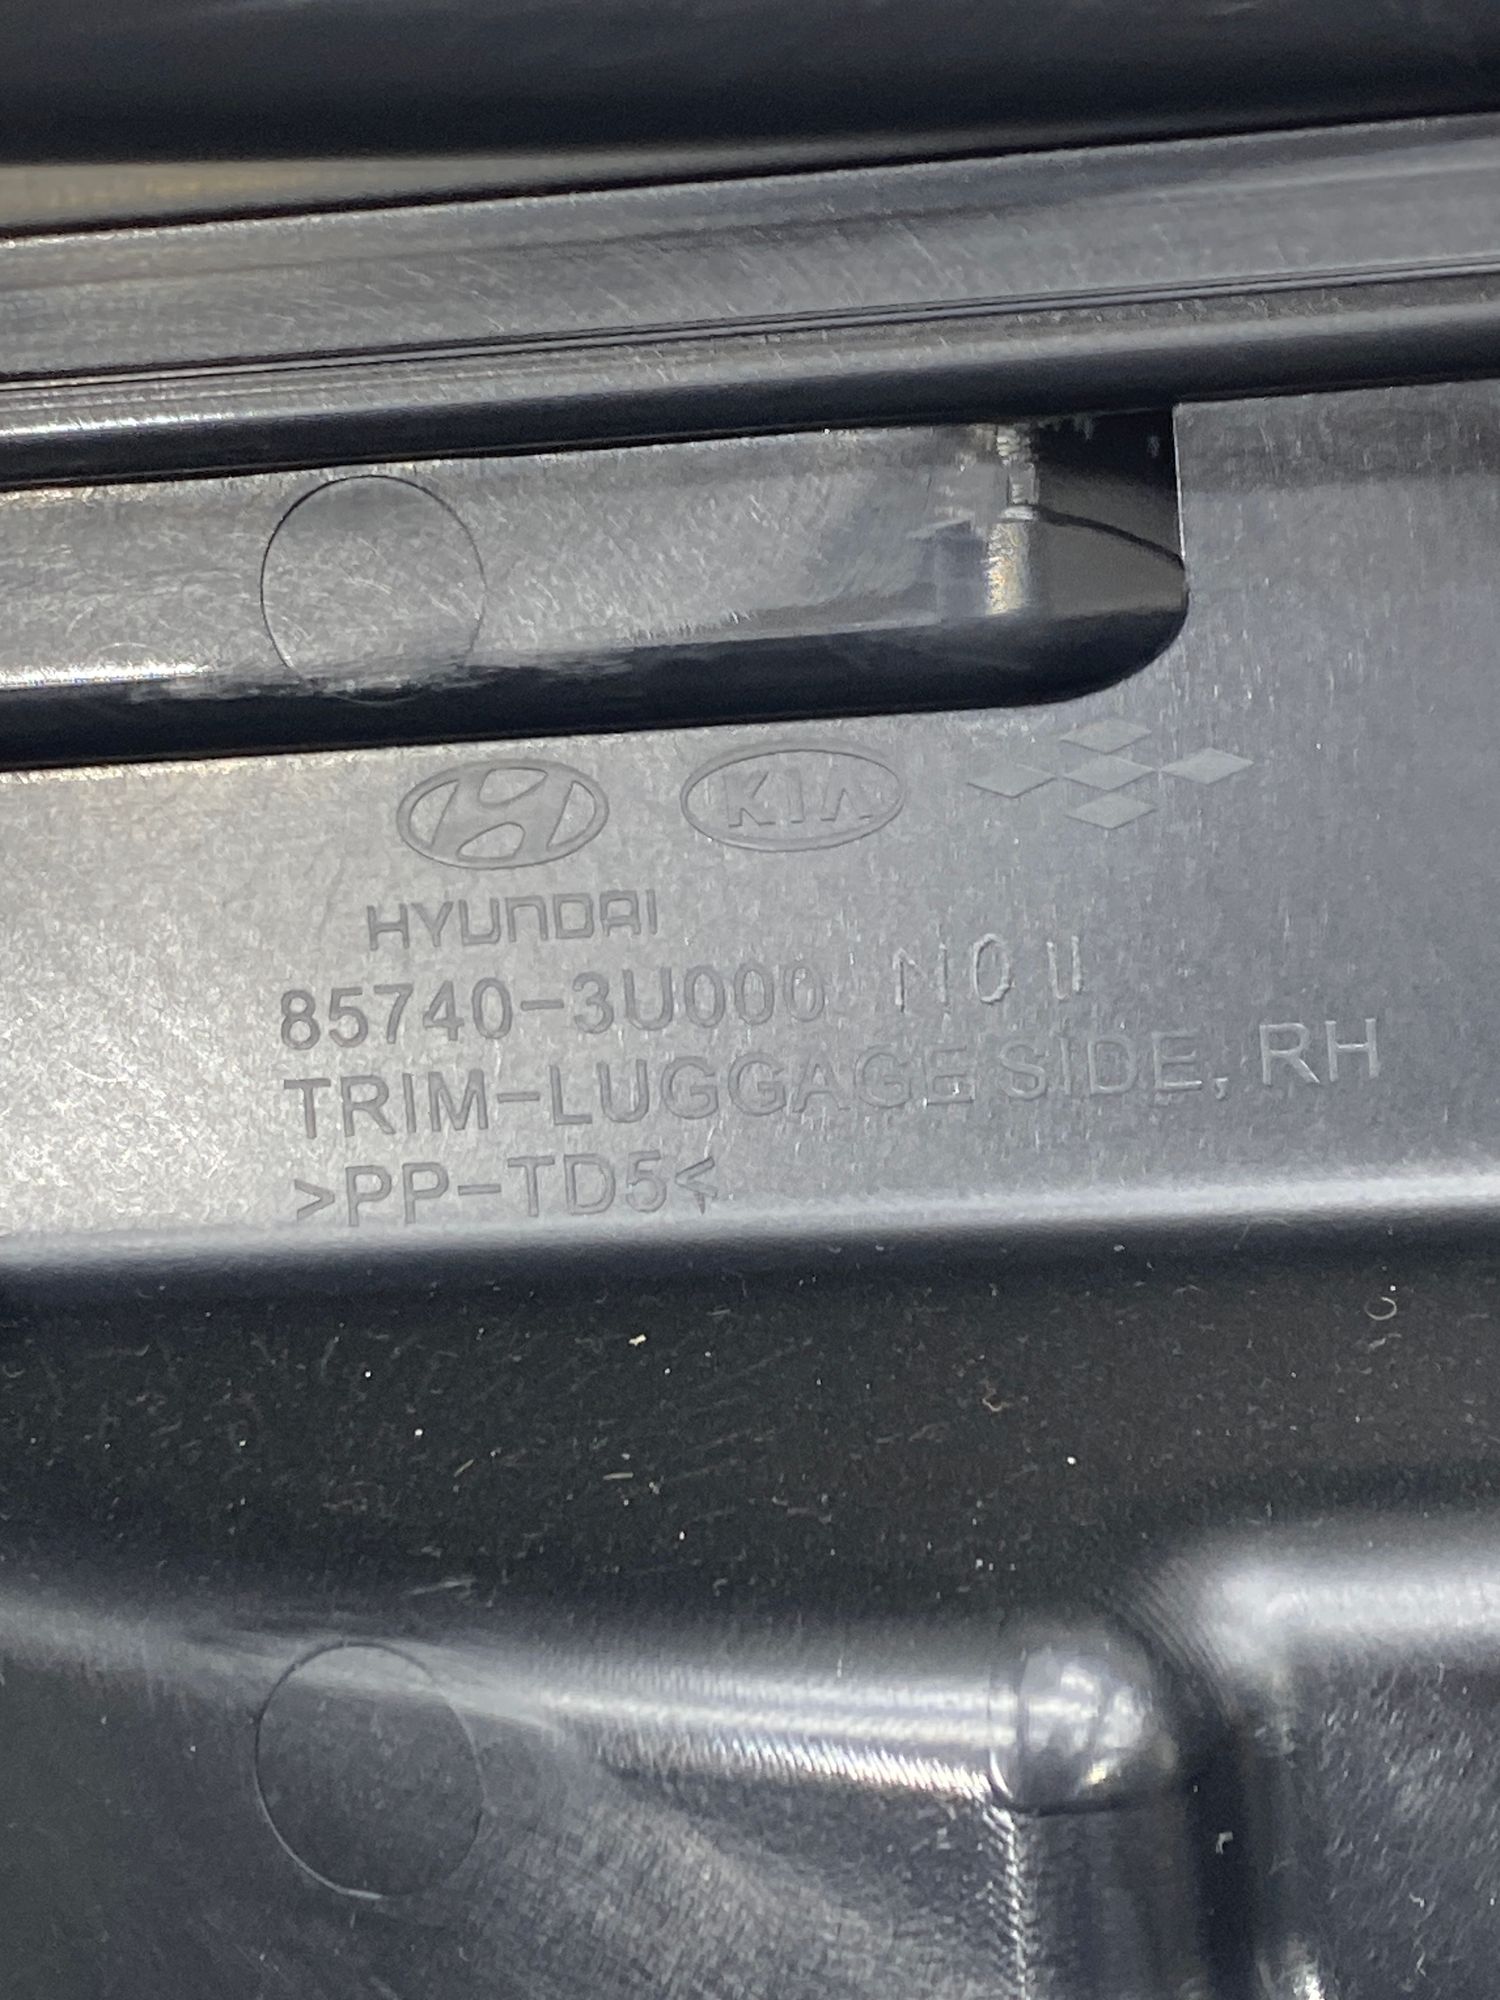 KIA
HYUNDAI
85740-3U000
TRIM-LUGGAGE SIDE, RH
>PP-TD5<